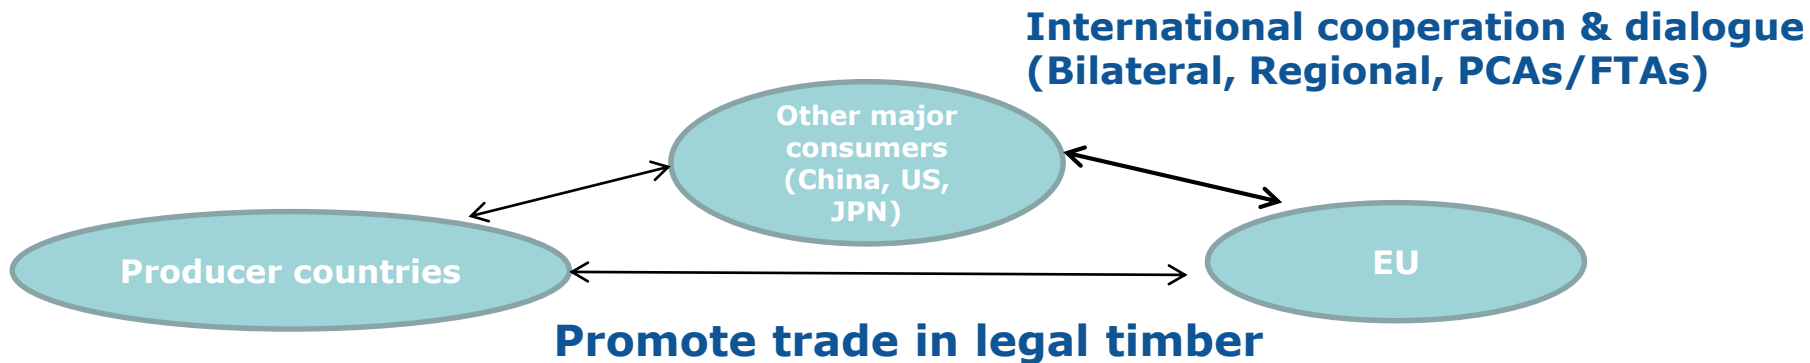 International cooperation & dialogue
(Bilateral, Regional, PCAs/FTAs)
Other major
consumers
(China, US,
JPN)
Producer countries
EU
Promote trade in legal timber